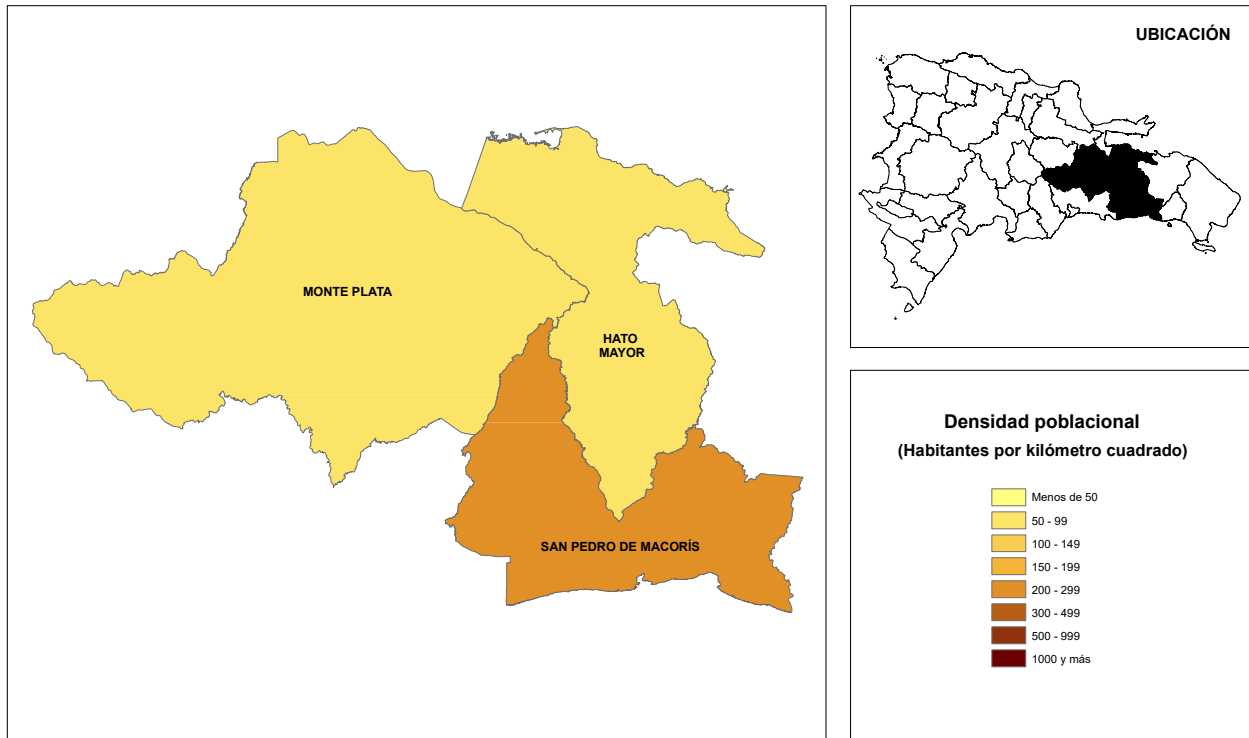 MONTE PLATA
HATO
MAYOR
SAN PEDRO DE MACORÍS
UBICACIÓN
Densidad poblacional
(Habitantes por kilómetro cuadrado)
Menos de 50
50 - 99
100 - 149
150 - 199
200 - 299
300 - 499
500 - 999
1000 y más